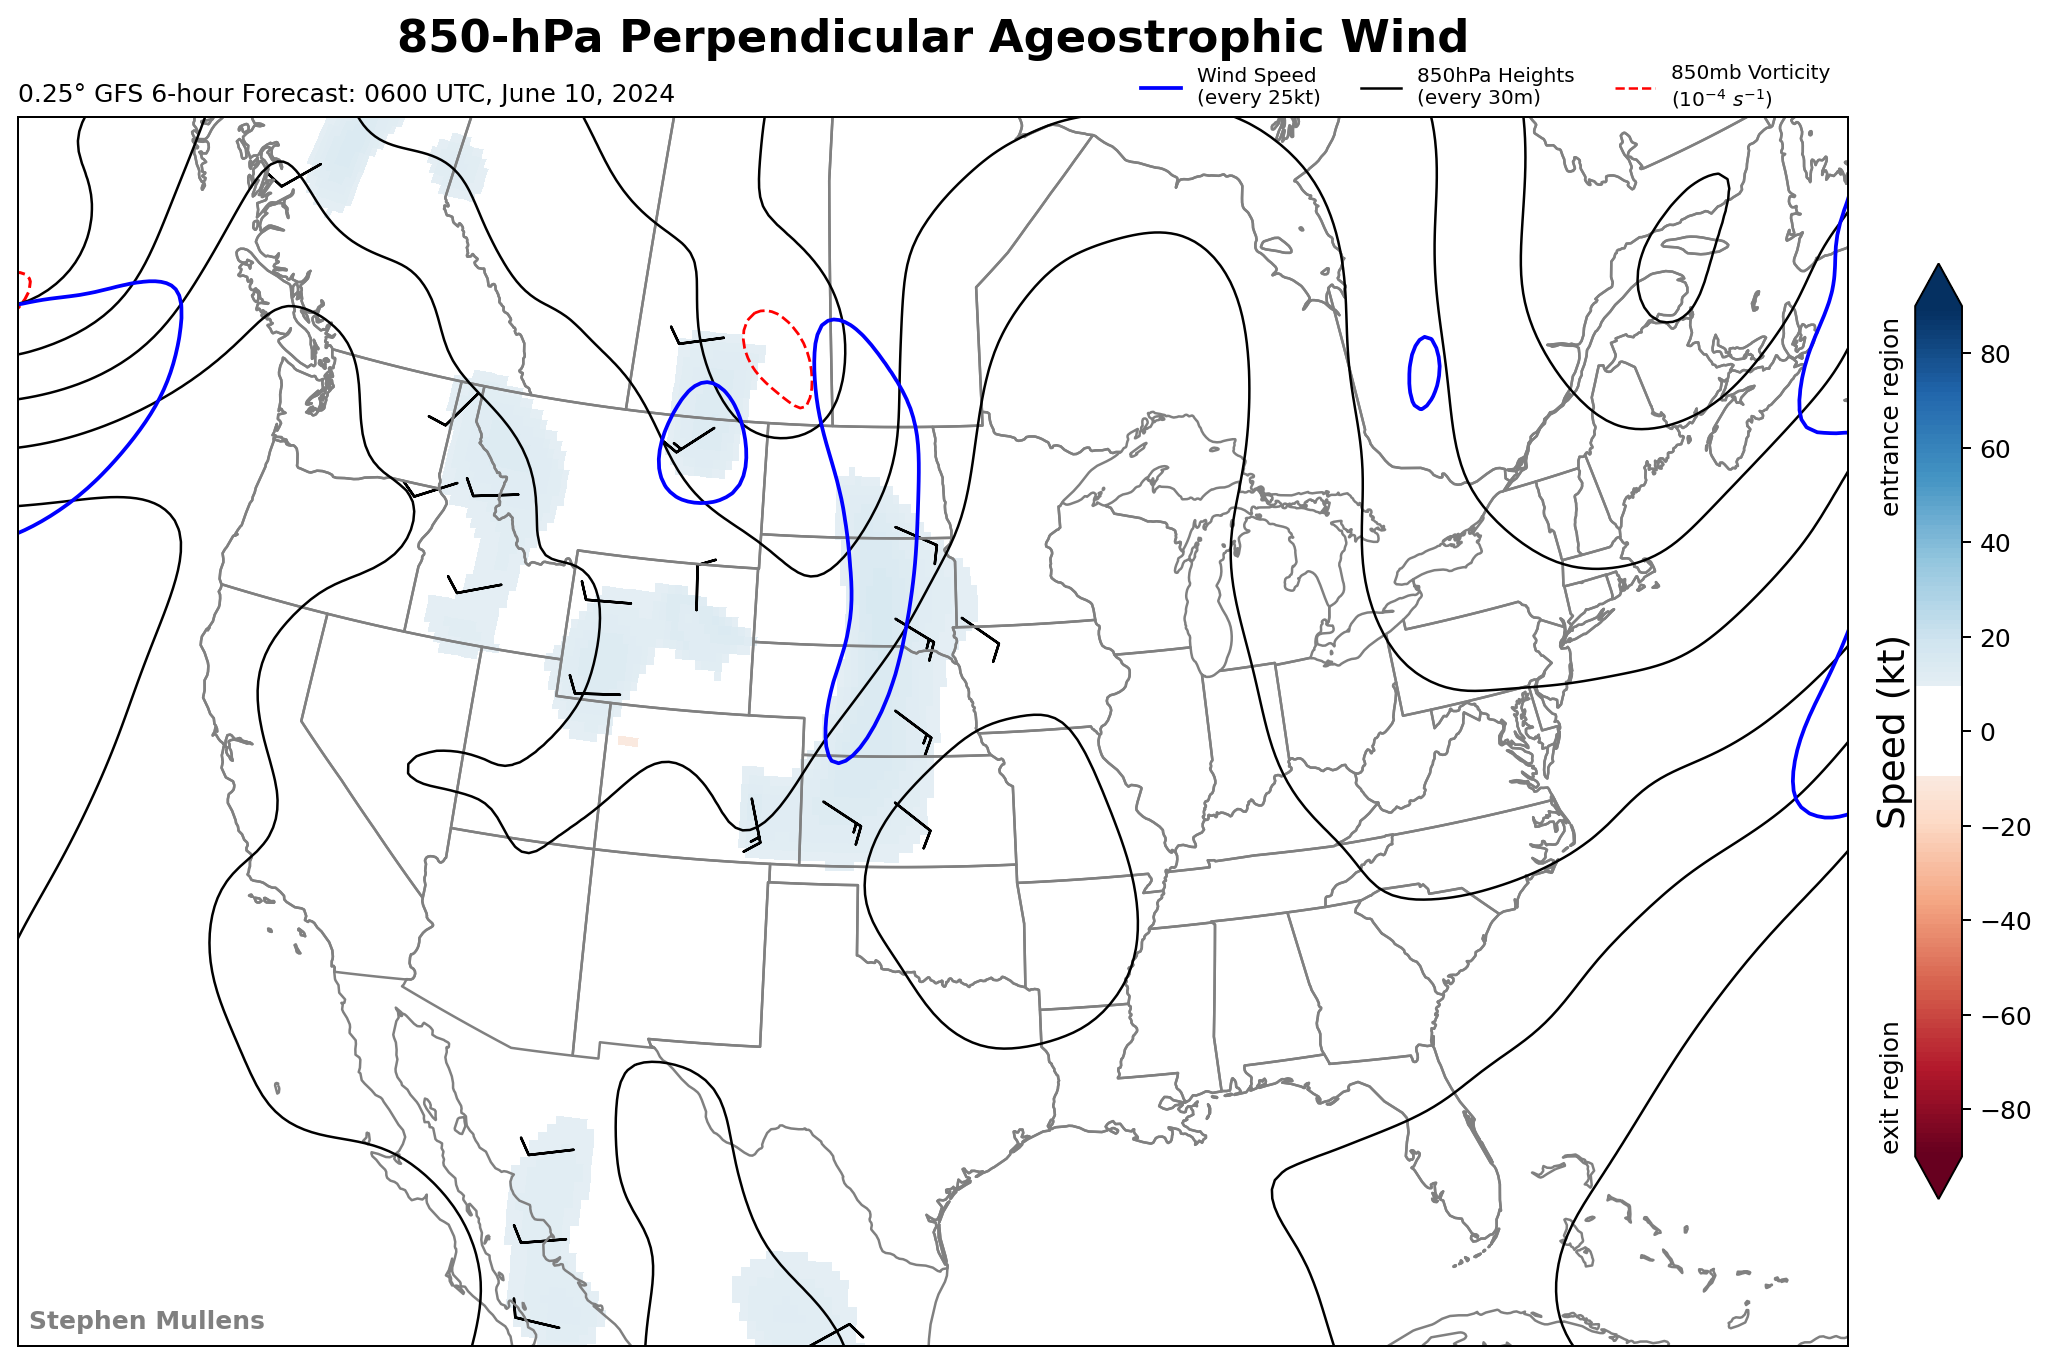 850-hPa Perpendicular Ageostrophic Wind
0.25° GFS 6-hour Forecast: 0600 UTC, June 10, 2024
Wind Speed
(every 25kt)
850hPa Heights
(every 30m)
850mb Vorticity
(10⁻⁴ s⁻¹)
entrance region
Speed (kt)
exit region
80
60
40
20
0
−20
−40
−60
−80
Stephen Mullens